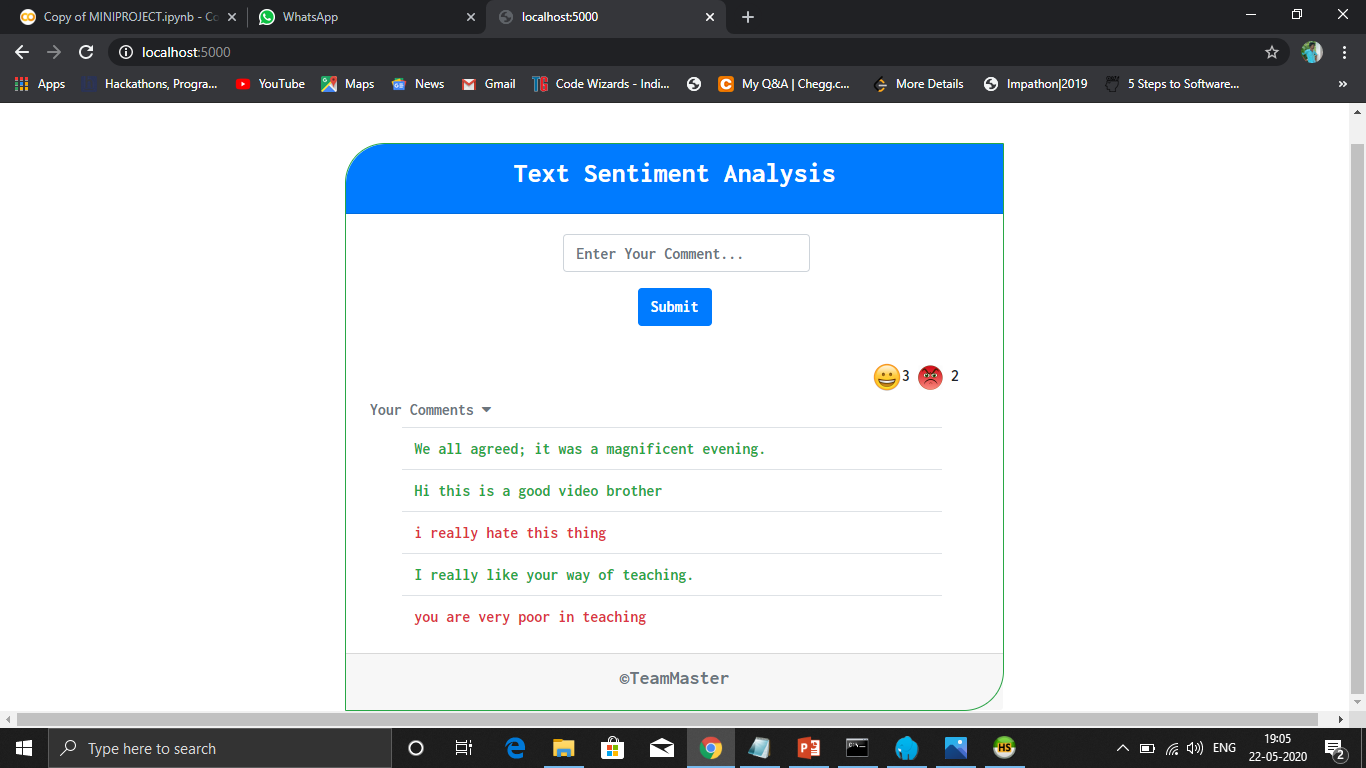 Copy of MINIPROJECT.ipynb - Co
WhatsApp
localhost:5000
localhost:5000
Apps
Hackathons, Progra...
YouTube
Maps
News
Gmail
Code Wizards - Indi...
My Q&A | Chegg.c...
More Details
Impathon|2019
5 Steps to Software...
»
Text Sentiment Analysis
Enter Your Comment...
Submit
3 2
Your Comments
We all agreed; it was a magnificent evening.
Hi this is a good video brother
i really hate this thing
I really like your way of teaching.
you are very poor in teaching
©TeamMaster
Type here to search
HS
ENG
19:05
22-05-2020
2